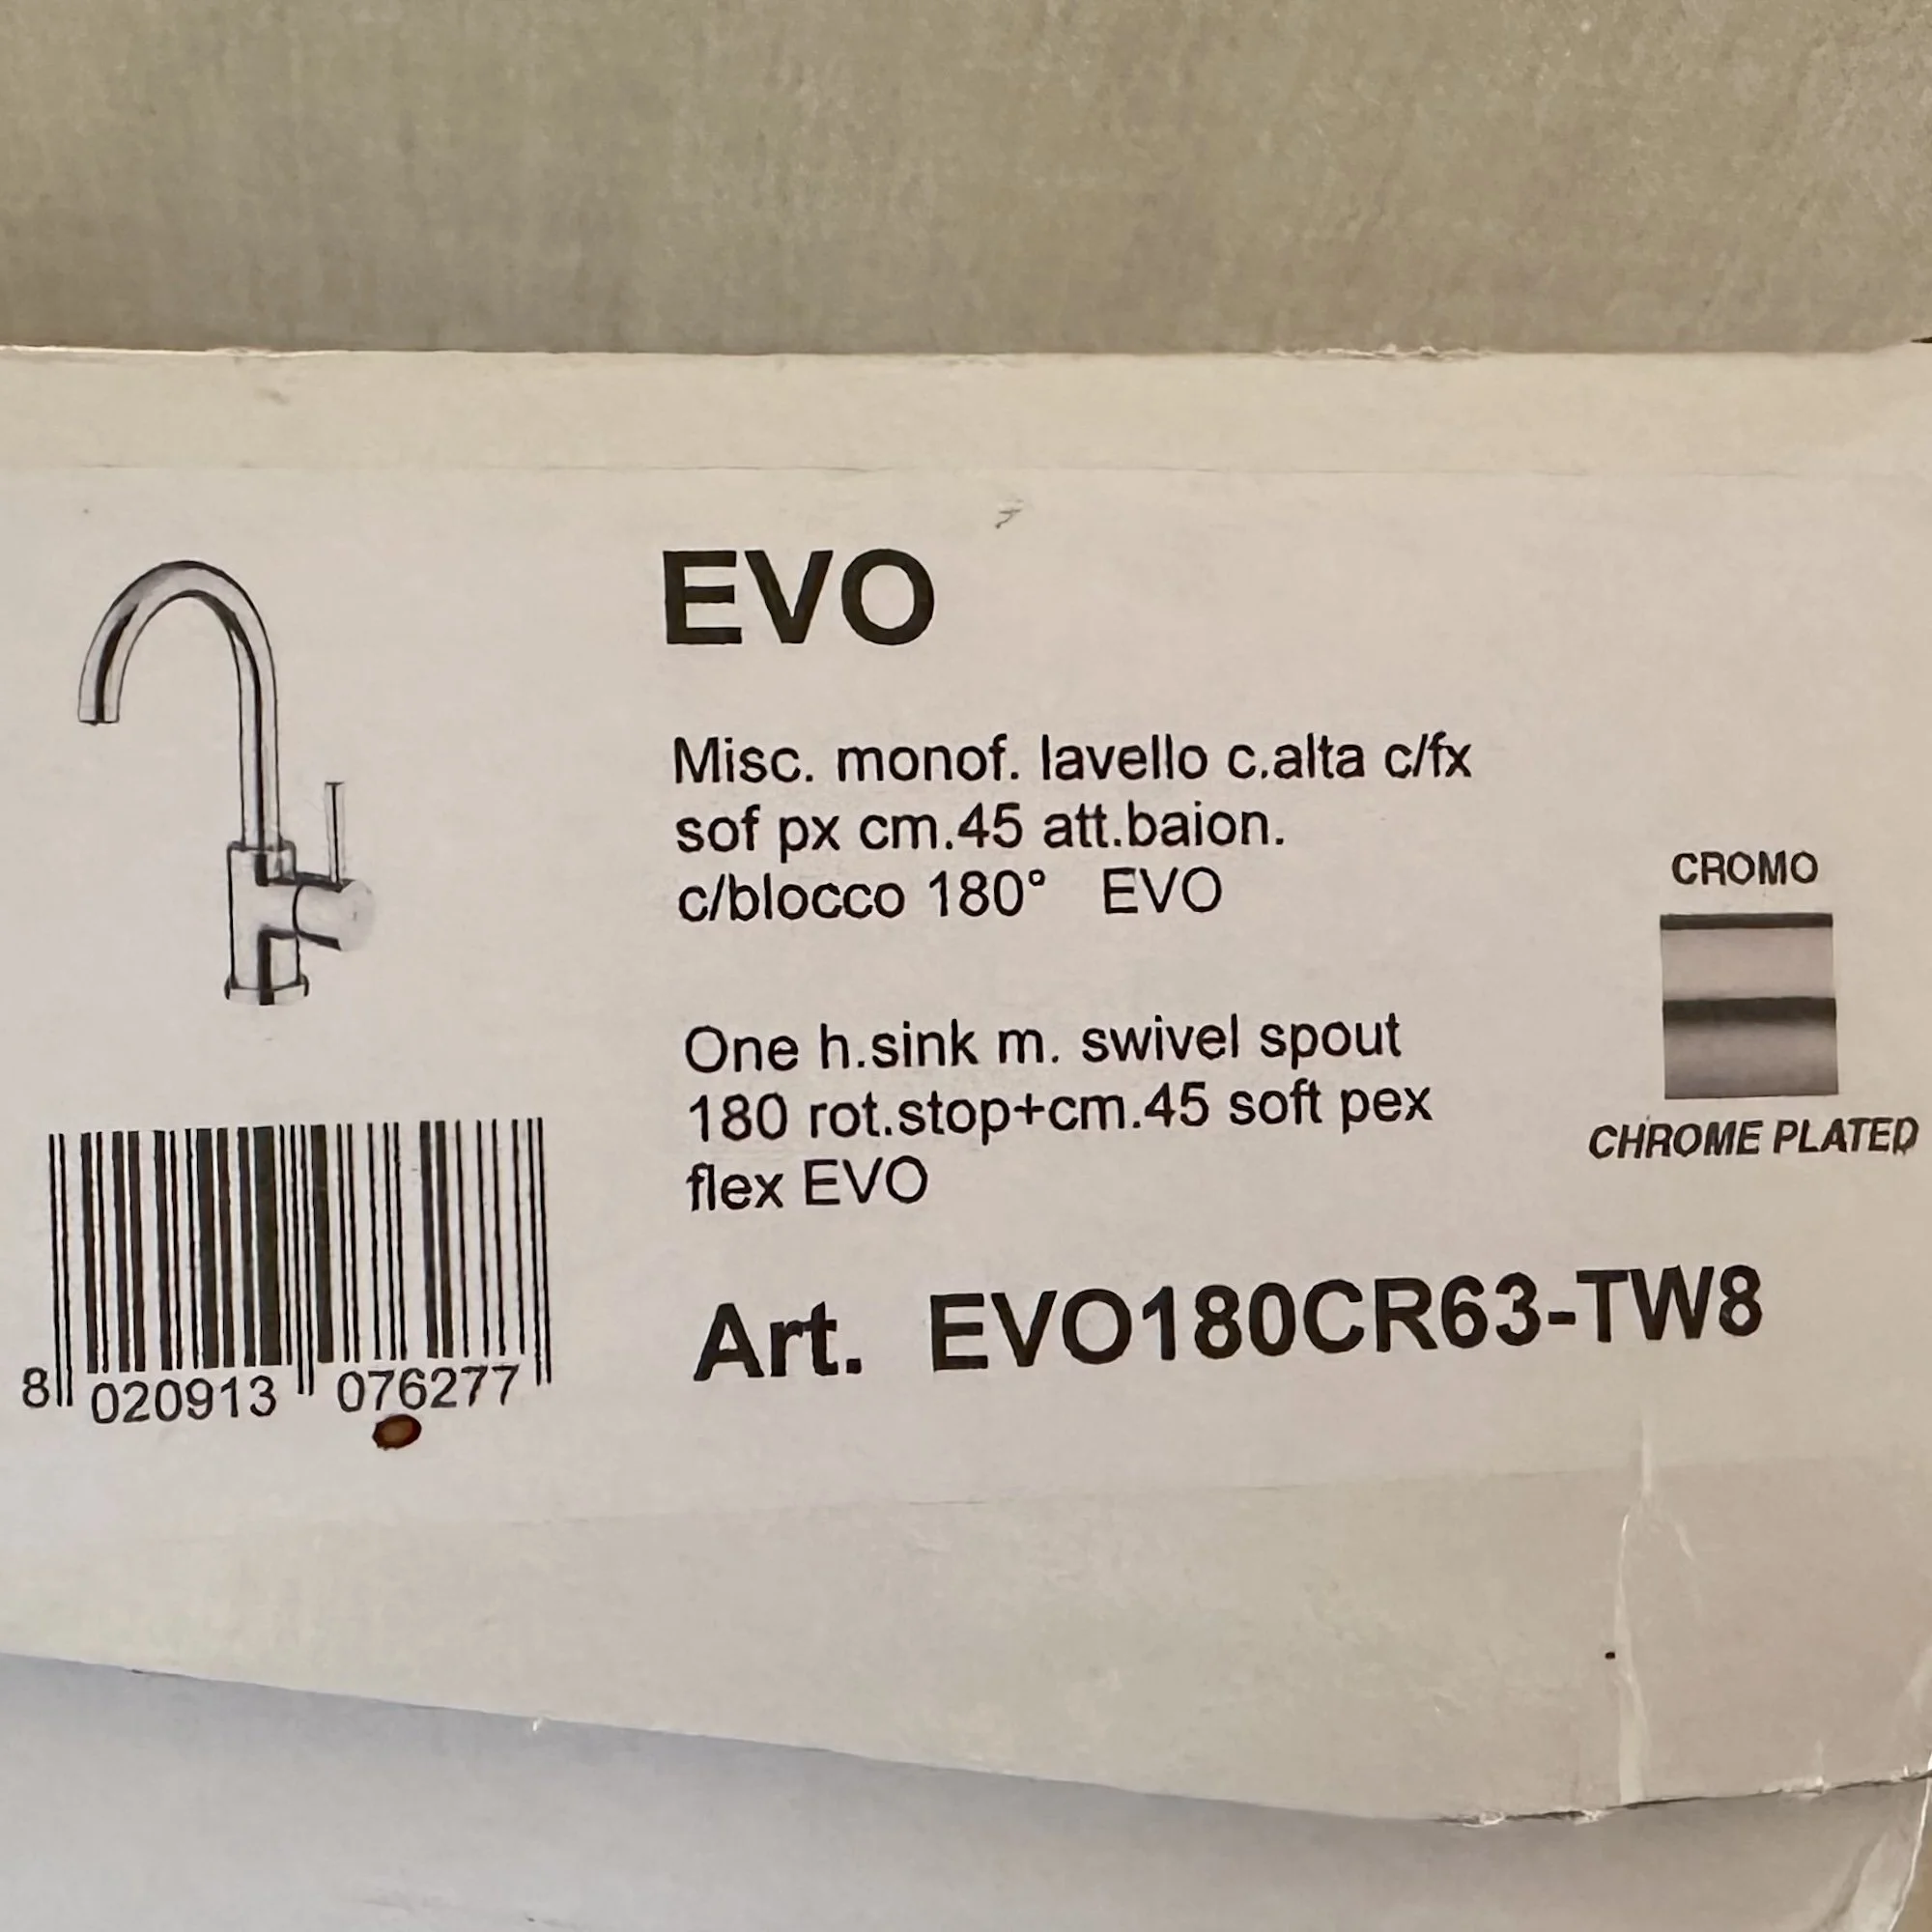 EVO
Misc. monof. lavello c.alta c/fx
sof px cm.45 att.baion.
c/blocco 180° EVO
One h.sink m. swivel spout
180 rot.stop+cm.45 soft pex
flex EVO
Art. EVO180CR63-TW8
CROMO
CHROME PLATED
8 020913 076277